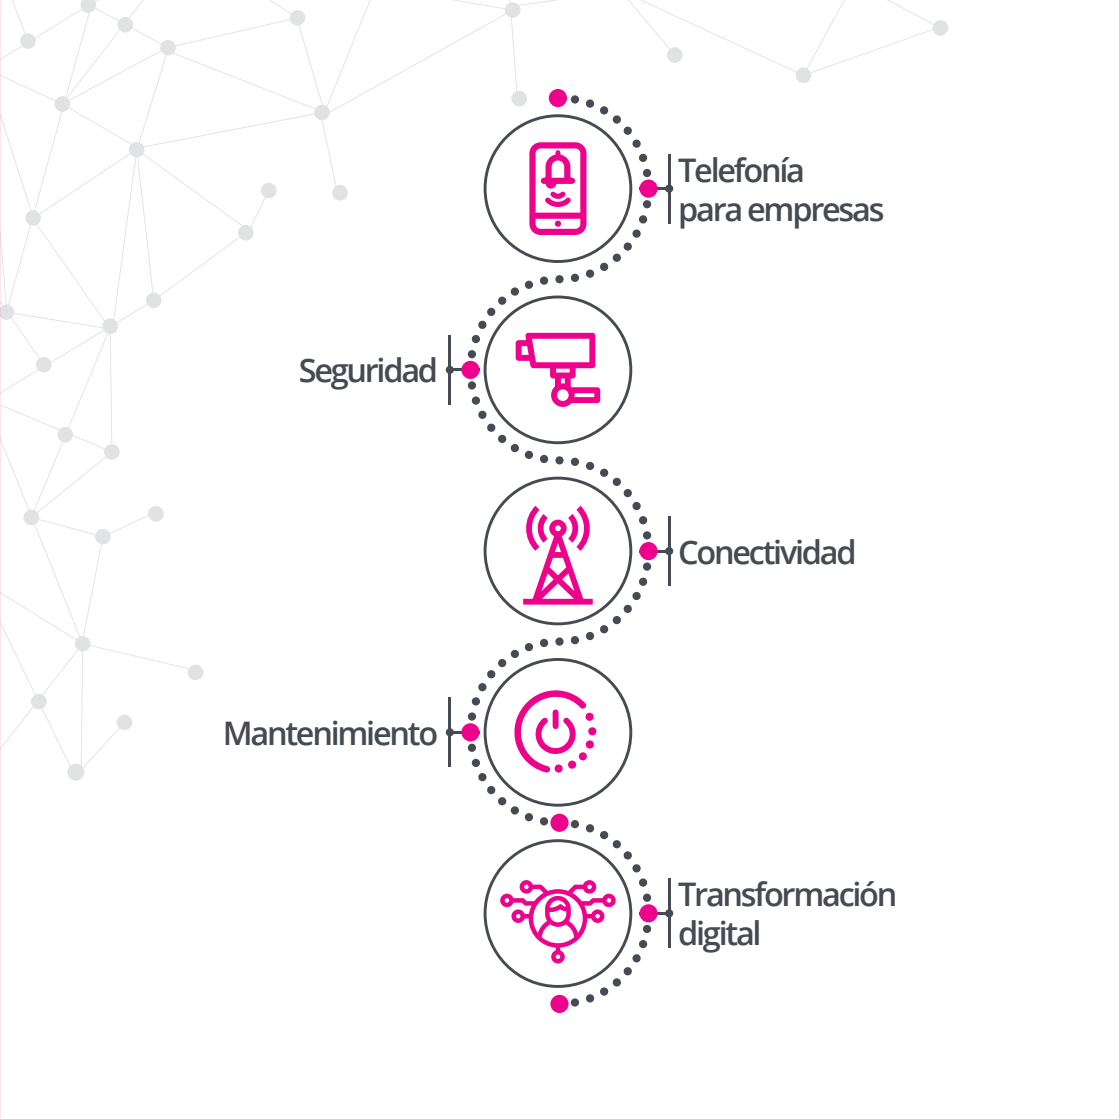 Telefonía
para empresas
Seguridad
Conectividad
Mantenimiento
Transformación
digital